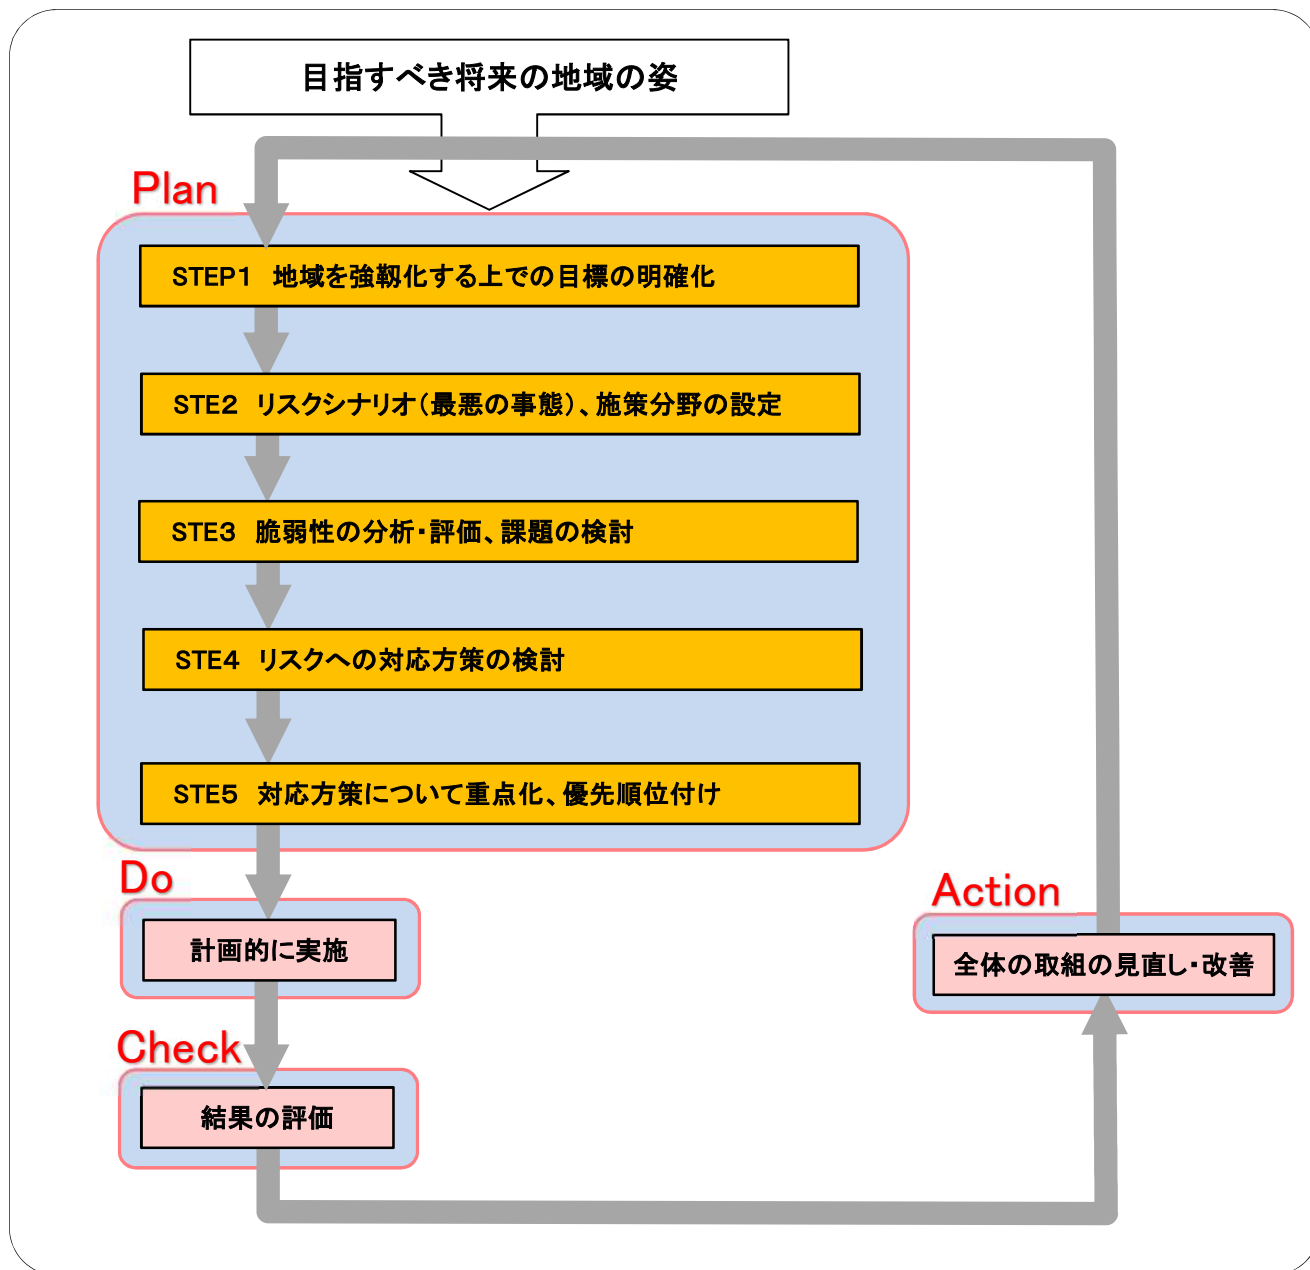 目指すべき将来の地域の姿
Plan
STEP1 地域を強靱化する上での目標の明確化
STE2 リスクシナリオ(最悪の事態)、施策分野の設定
STE3 脆弱性の分析・評価、課題の検討
STE4 リスクへの対応方策の検討
STE5 対応方策について重点化、優先順位付け
Do
計画的に実施
Check
結果の評価
Action
全体の取組の見直し・改善